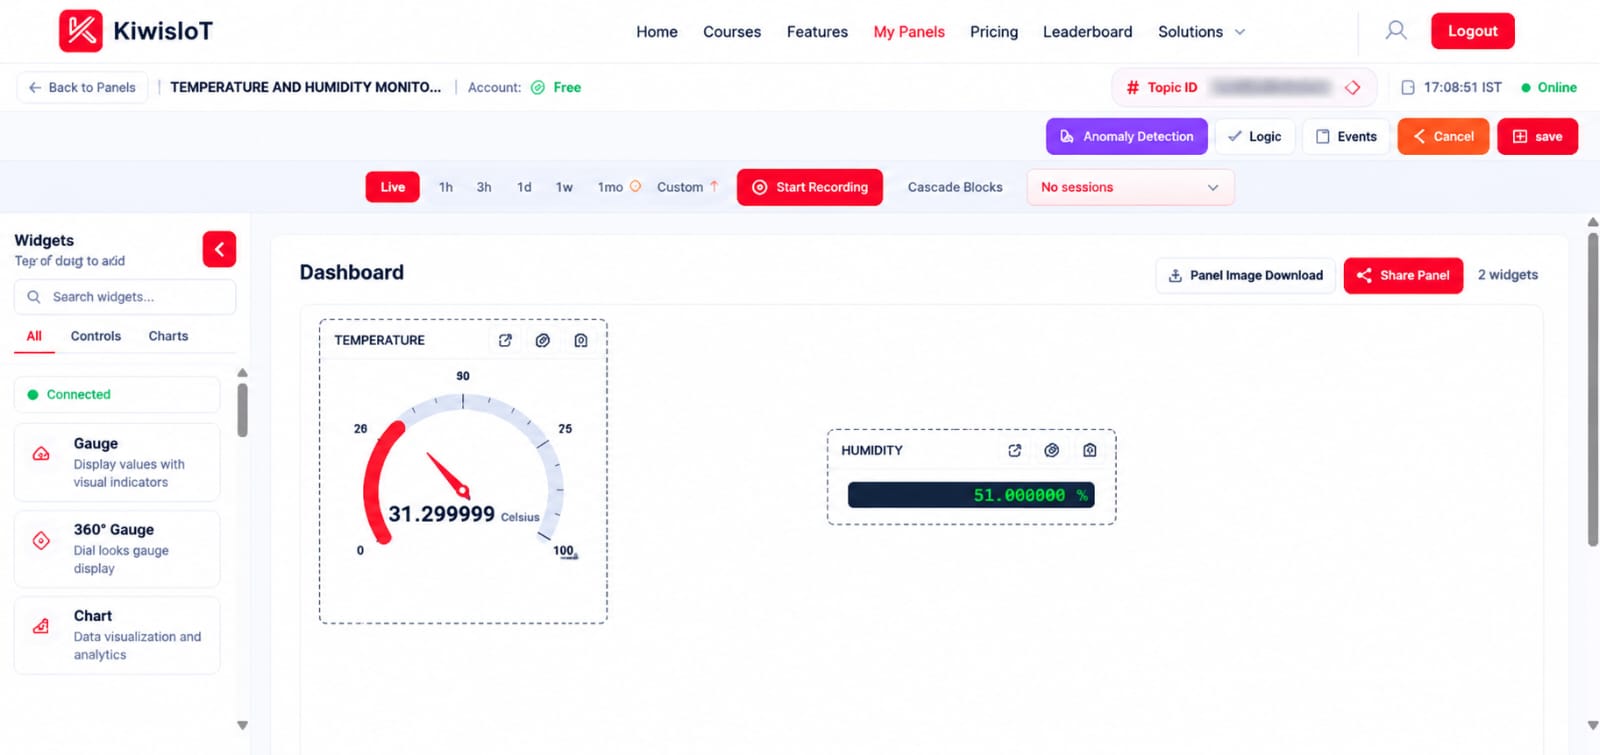 KiwisIoT
Home Courses Features My Panels Pricing Leaderboard Solutions Logout
Back to Panels TEMPERATURE AND HUMIDITY MONITO... Account: Free # Topic ID 17:08:51 IST Online
Anomaly Detection Logic Events Cancel save
Live 1h 3h 1d 1w 1mo Custom Start Recording Cascade Blocks No sessions
Widgets
to add
Search widgets...
All Controls Charts
Connected
Gauge
Display values with
visual indicators
360° Gauge
Dial looks gauge
display
Chart
Data visualization and
analytics
Dashboard
Panel Image Download Share Panel 2 widgets
TEMPERATURE
90
26 25
31.299999 Celsius
0 100
HUMIDITY
51.000000 %